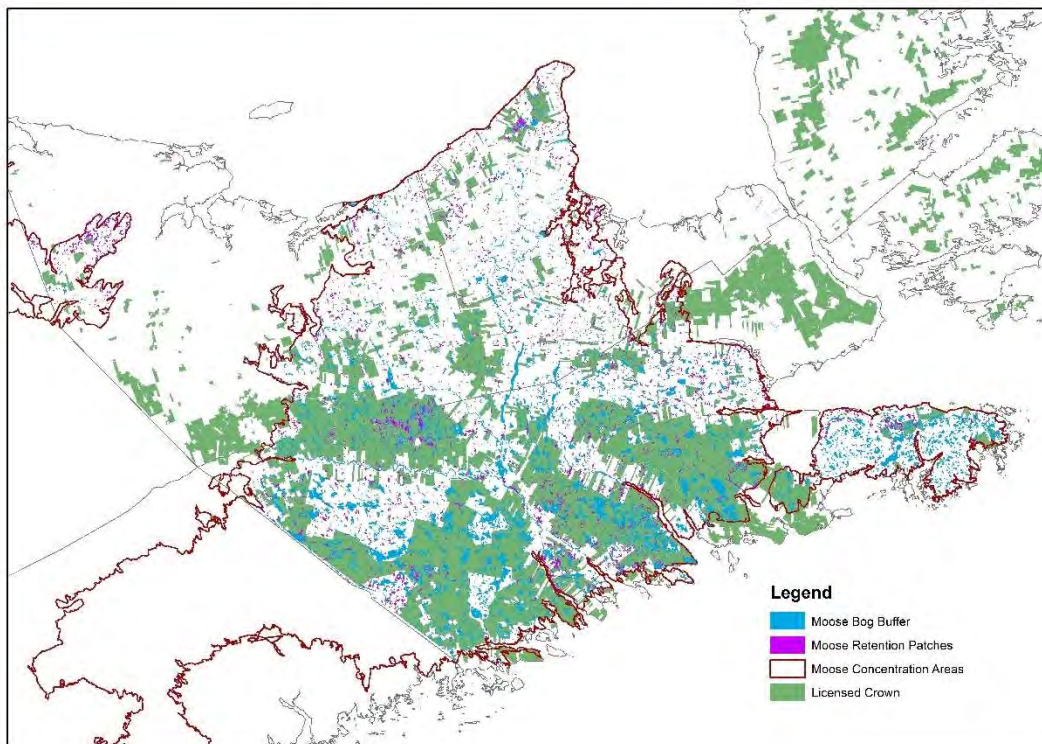 Legend
Moose Bog Buffer
Moose Retention Patches
Moose Concentration Areas
Licensed Crown